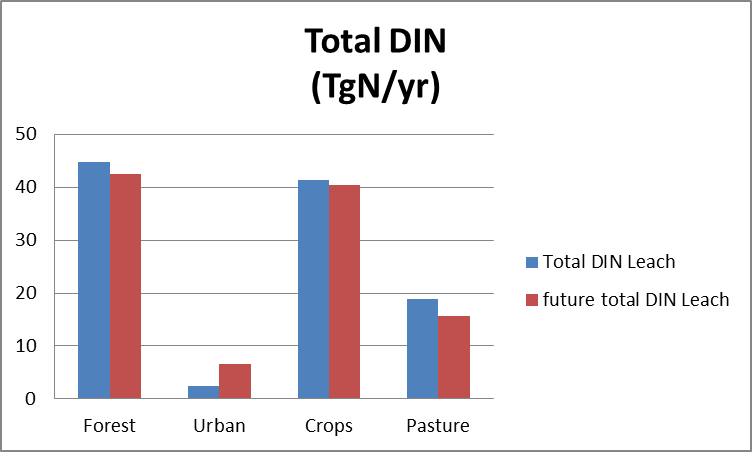 Total DIN
(TgN/yr)
50
40
30
20
10
0
Forest
Urban
Crops
Pasture
Total DIN Leach
future total DIN Leach